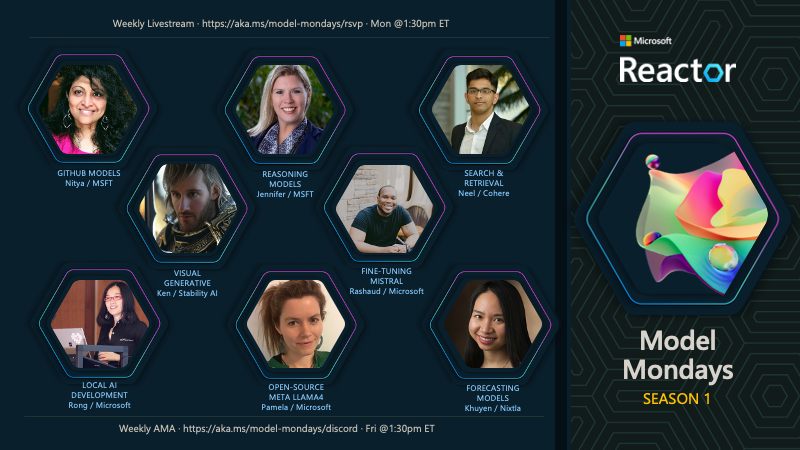 Weekly Livestream · https://aka.ms/model-mondays/rsvp · Mon @1:30pm ET
Microsoft
Reactor
GITHUB MODELS
Nitya / MSFT
REASONING
MODELS
Jennifer / MSFT
SEARCH &
RETRIEVAL
Neel / Cohere
VISUAL
GENERATIVE
Ken / Stability AI
FINE-TUNING
MISTRAL
Rashaud / Microsoft
LOCAL AI
DEVELOPMENT
Rong / Microsoft
OPEN-SOURCE
META LLAMA4
Pamela / Microsoft
FORECASTING
MODELS
Khuyen / Nixtla
Model
Mondays
SEASON 1
Weekly AMA · https://aka.ms/model-mondays/discord · Fri @1:30pm ET